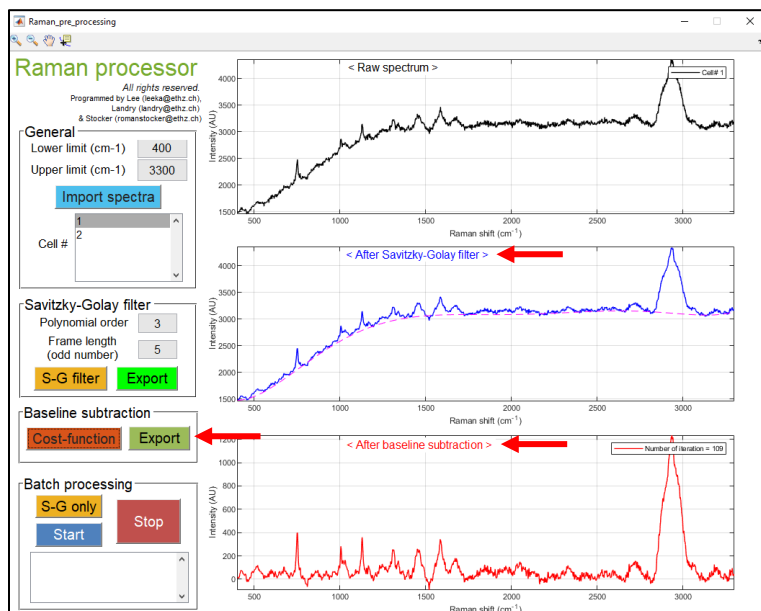 Raman_pre_processing
Raman processor
All rights reserved.
Programmed by Lee (leeka@ethz.ch),
Landry (landry@ethz.ch)
& Stocker (romanstocker@ethz.ch)
General
Lower limit (cm-1) 400
Upper limit (cm-1) 3300
Import spectra
Cell #
1
2
Savitzky-Golay filter
Polynomial order 3
Frame length
(odd number) 5
S-G filter Export
Baseline subtraction
Cost-function Export
Batch processing
S-G only
Start
Stop
< Raw spectrum >
Cell# 1
Intensity (AU)
4000
3500
3000
2500
2000
1500
500 1000 1500 2000 2500 3000
Raman shift (cm-1)
< After Savitzky-Golay filter >
Intensity (AU)
4000
3500
3000
2500
2000
1500
500 1000 1500 2000 2500 3000
Raman shift (cm-1)
< After baseline subtraction >
Number of iteration = 109
Intensity (AU)
1200
1000
800
600
400
200
0
500 1000 1500 2000 2500 3000
Raman shift (cm-1)